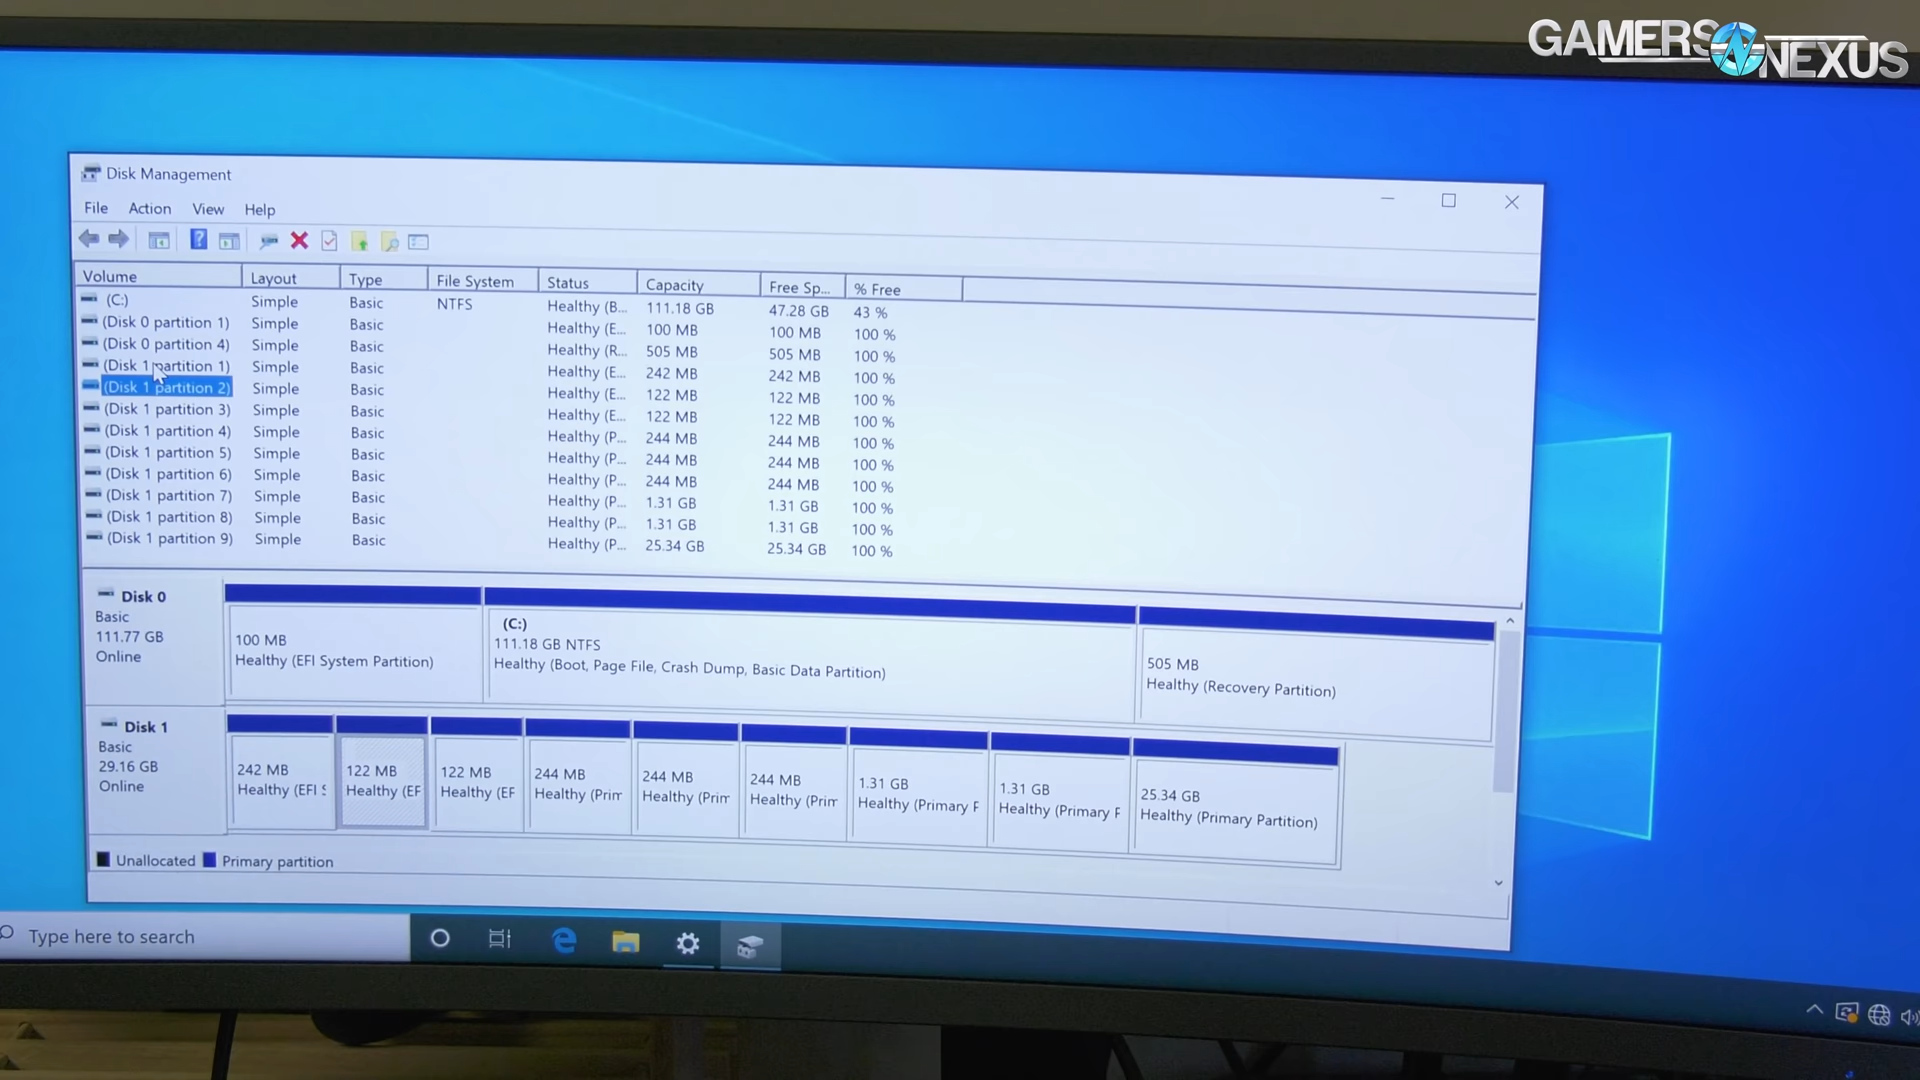 GAMERS NEXUS
Disk Management
File Action View Help
Volume Layout Type File System Status Capacity Free Sp... % Free
(C:) Simple Basic NTFS Healthy (B... 111.18 GB 47.28 GB 43 %
(Disk 0 partition 1) Simple Basic Healthy (E... 100 MB 100 MB 100 %
(Disk 0 partition 4) Simple Basic Healthy (R... 505 MB 505 MB 100 %
(Disk 1 partition 1) Simple Basic Healthy (E... 242 MB 242 MB 100 %
(Disk 1 partition 2) Simple Basic Healthy (E... 122 MB 122 MB 100 %
(Disk 1 partition 3) Simple Basic Healthy (E... 122 MB 122 MB 100 %
(Disk 1 partition 4) Simple Basic Healthy (P... 244 MB 244 MB 100 %
(Disk 1 partition 5) Simple Basic Healthy (P... 244 MB 244 MB 100 %
(Disk 1 partition 6) Simple Basic Healthy (P... 244 MB 244 MB 100 %
(Disk 1 partition 7) Simple Basic Healthy (P... 1.31 GB 1.31 GB 100 %
(Disk 1 partition 8) Simple Basic Healthy (P... 1.31 GB 1.31 GB 100 %
(Disk 1 partition 9) Simple Basic Healthy (P... 25.34 GB 25.34 GB 100 %
Disk 0
Basic
111.77 GB
Online
100 MB
Healthy (EFI System Partition)
(C:)
111.18 GB NTFS
Healthy (Boot, Page File, Crash Dump, Basic Data Partition)
505 MB
Healthy (Recovery Partition)
Disk 1
Basic
29.16 GB
Online
242 MB
Healthy (EFI S
122 MB
Healthy (EF
122 MB
Healthy (EF
244 MB
Healthy (Prim
244 MB
Healthy (Prim
244 MB
Healthy (Prim
1.31 GB
Healthy (Primary P
1.31 GB
Healthy (Primary P
25.34 GB
Healthy (Primary Partition)
Unallocated Primary partition
Type here to search